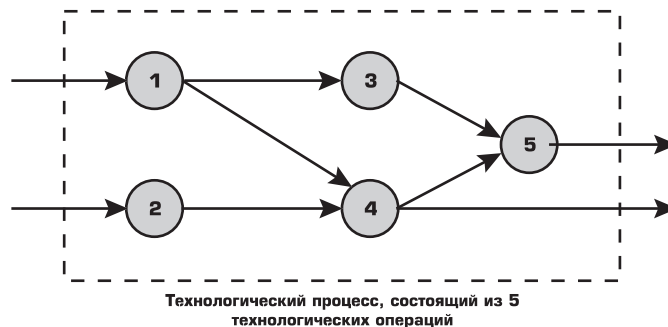 1
3
5
2
4
Технологический процесс, состоящий из 5
технологических операций